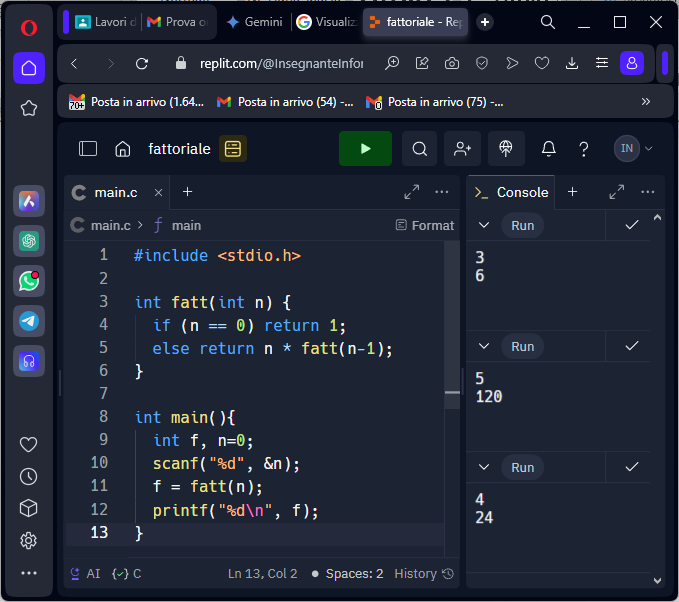 Lavori d
Prova or
Gemini
Visualiz
fattoriale - Rep
replit.com/@InsegnanteInfor
Posta in arrivo (1.64...
Posta in arrivo (54) -...
Posta in arrivo (75) -...
fattoriale
IN
main.c
Console
main.c > main
Format
Run
1 #include <stdio.h>
2
3 int fatt(int n) {
4 if (n == 0) return 1;
5 else return n * fatt(n-1);
6 }
7
8 int main(){
9 int f, n=0;
10 scanf("%d", &n);
11 f = fatt(n);
12 printf("%d\n", f);
13 }
3
6
Run
5
120
Run
4
24
AI
C
Ln 13, Col 2
Spaces: 2
History